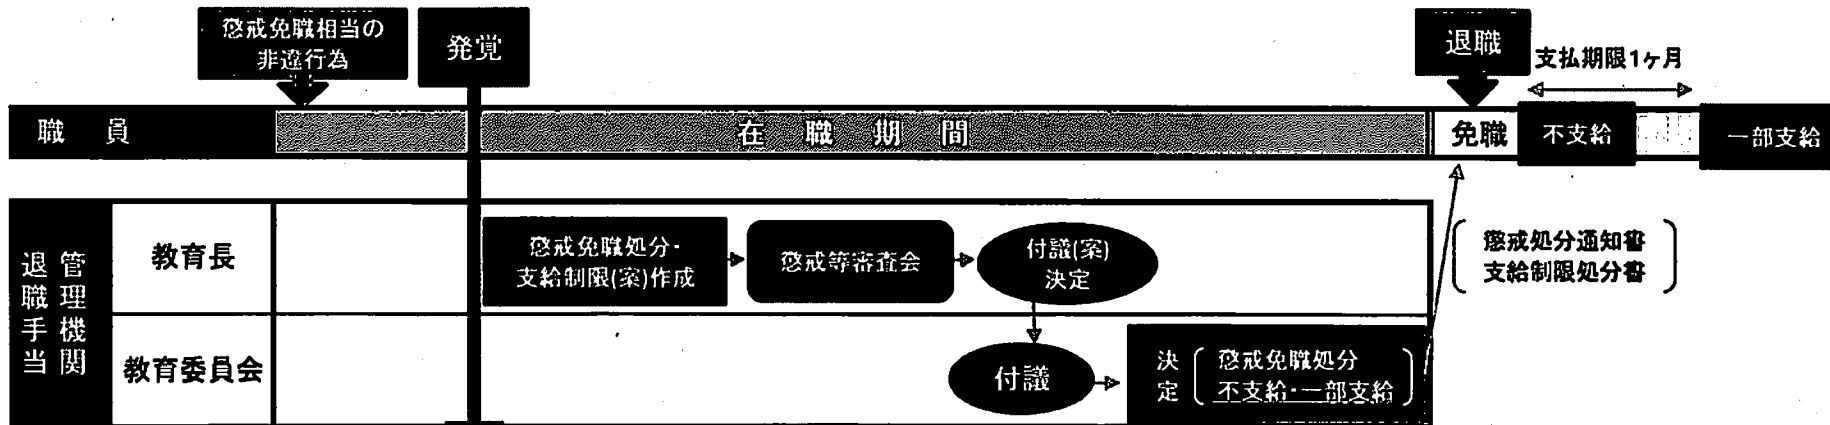 懲戒免職相当の
非違行為
発覚
退職
支払期限1ヶ月
職員
在職期間
免職
不支給
一部支給
退職手当
管理機関
教育長
懲戒免職処分・
支給制限(案)作成
懲戒等審査会
付議(案)
決定
懲戒処分通知書
支給制限処分書
教育委員会
付議
決定
懲戒免職処分
不支給・一部支給